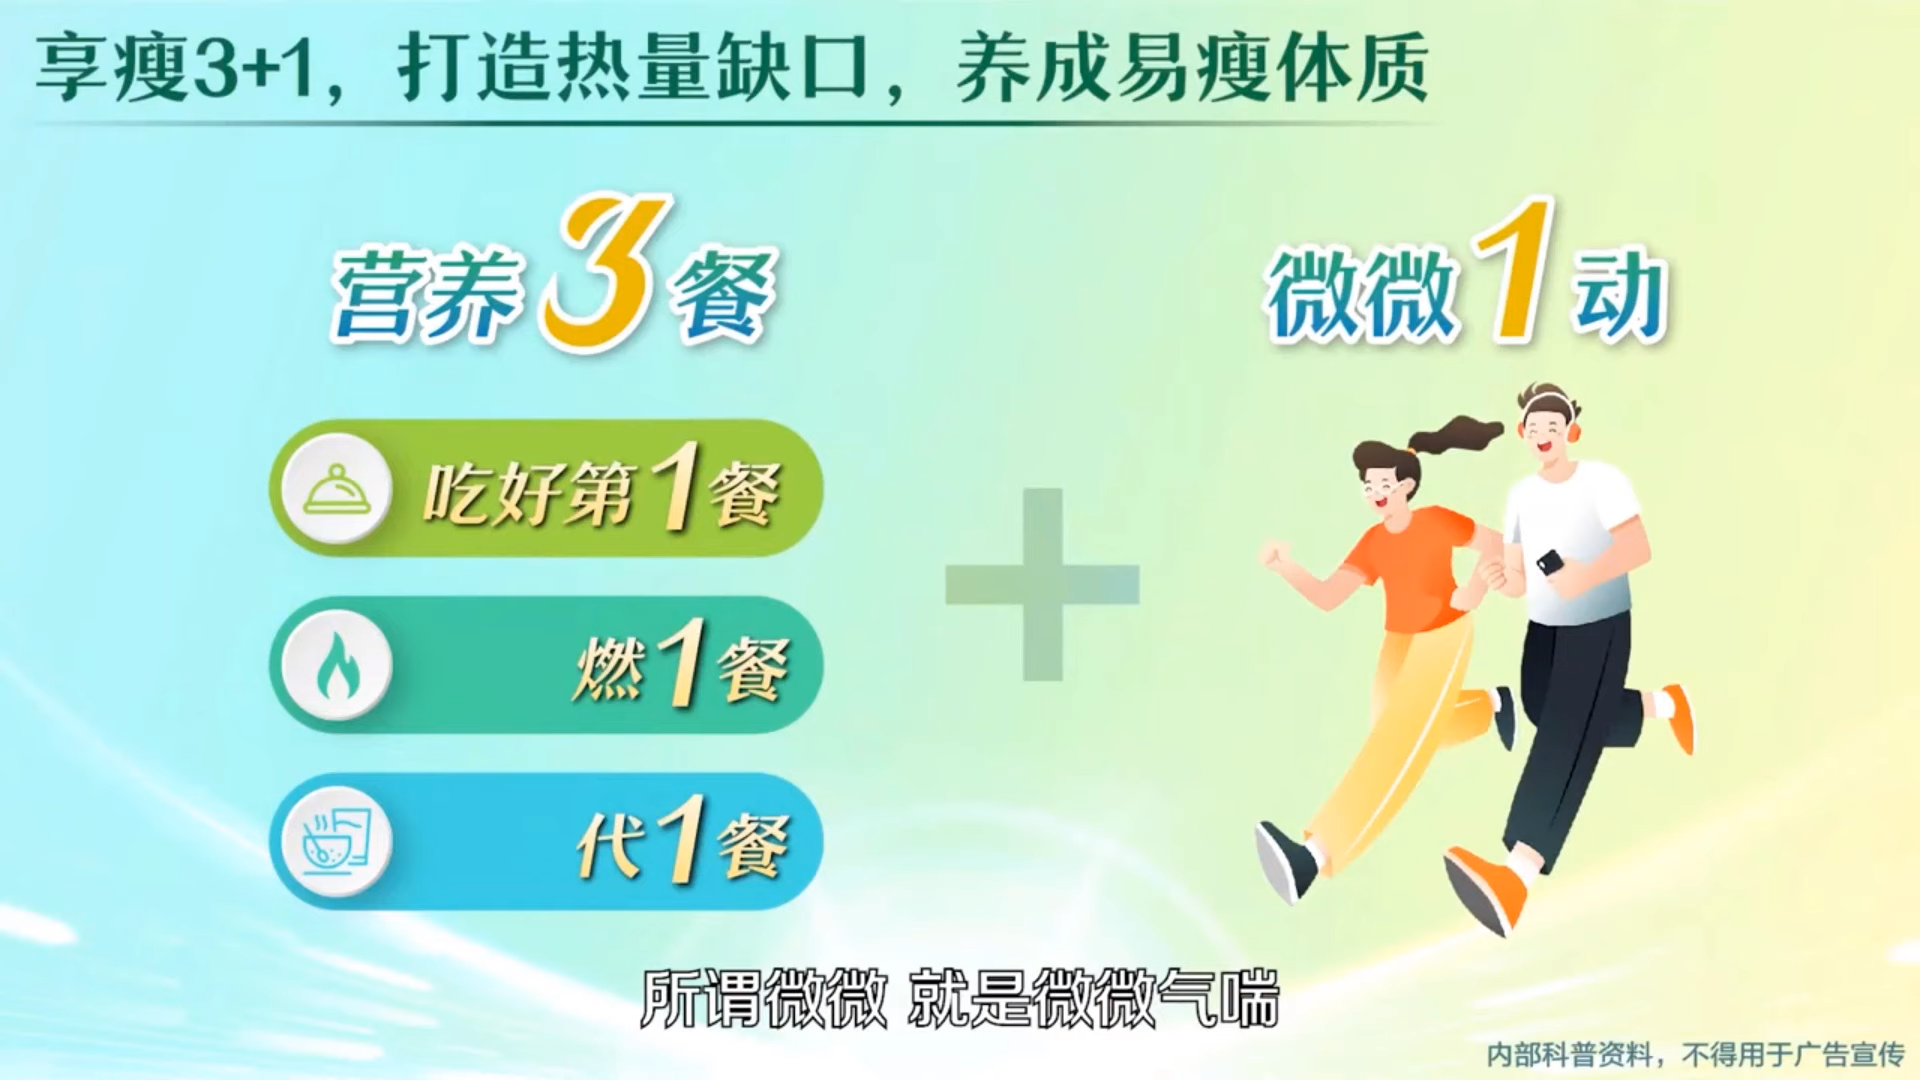 享瘦3+1，打造热量缺口，养成易瘦体质
营养3餐
微微1动
吃好第1餐
燃1餐
代1餐
所谓微微 就是微微气喘
内部科普资料，不得用于广告宣传